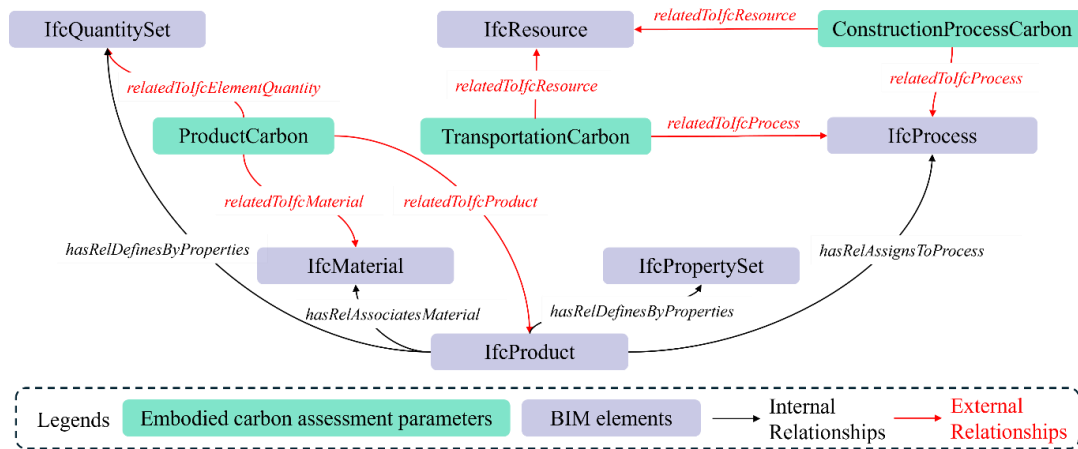 IfcQuantitySet
IfcResource
relatedToIfcResource
ConstructionProcessCarbon
relatedToIfcElementQuantity
relatedToIfcResource
relatedToIfcProcess
ProductCarbon
TransportationCarbon
relatedToIfcProcess
IfcProcess
relatedToIfcMaterial
relatedToIfcProduct
hasRelDefinesByProperties
hasRelAssignsToProcess
IfcMaterial
IfcPropertySet
hasRelAssociatesMaterial
hasRelDefinesByProperties
IfcProduct
Legends
Embodied carbon assessment parameters
BIM elements
Internal
Relationships
External
Relationships